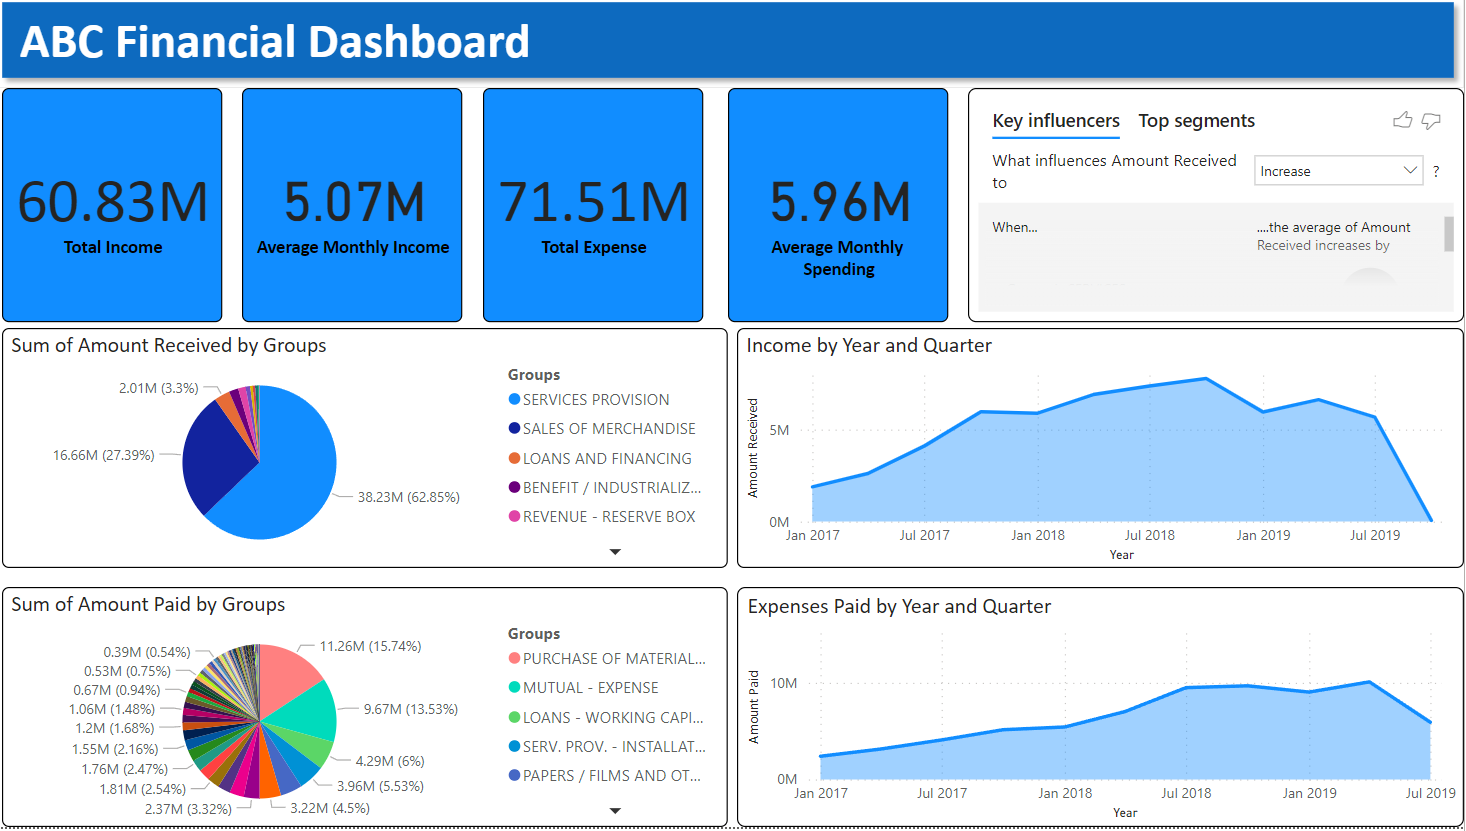 ABC Financial Dashboard
60.83M
Total Income
5.07M
Average Monthly Income
71.51M
Total Expense
5.96M
Average Monthly
Spending
Key influencers
Top segments
What influences Amount Received
to
Increase
?
When...
....the average of Amount
Received increases by
Sum of Amount Received by Groups
2.01M (3.3%)
16.66M (27.39%)
38.23M (62.85%)
Groups
SERVICES PROVISION
SALES OF MERCHANDISE
LOANS AND FINANCING
BENEFIT / INDUSTRIALIZ...
REVENUE - RESERVE BOX
Income by Year and Quarter
Amount Received
5M
0M
Jan 2017
Jul 2017
Jan 2018
Jul 2018
Jan 2019
Jul 2019
Year
Sum of Amount Paid by Groups
0.39M (0.54%)
0.53M (0.75%)
0.67M (0.94%)
1.06M (1.48%)
1.2M (1.68%)
1.55M (2.16%)
1.76M (2.47%)
1.81M (2.54%)
2.37M (3.32%)
11.26M (15.74%)
9.67M (13.53%)
4.29M (6%)
3.96M (5.53%)
3.22M (4.5%)
Groups
PURCHASE OF MATERIAL...
MUTUAL - EXPENSE
LOANS - WORKING CAPI...
SERV. PROV. - INSTALLAT...
PAPERS / FILMS AND OT...
Expenses Paid by Year and Quarter
Amount Paid
10M
0M
Jan 2017
Jul 2017
Jan 2018
Jul 2018
Jan 2019
Jul 2019
Year